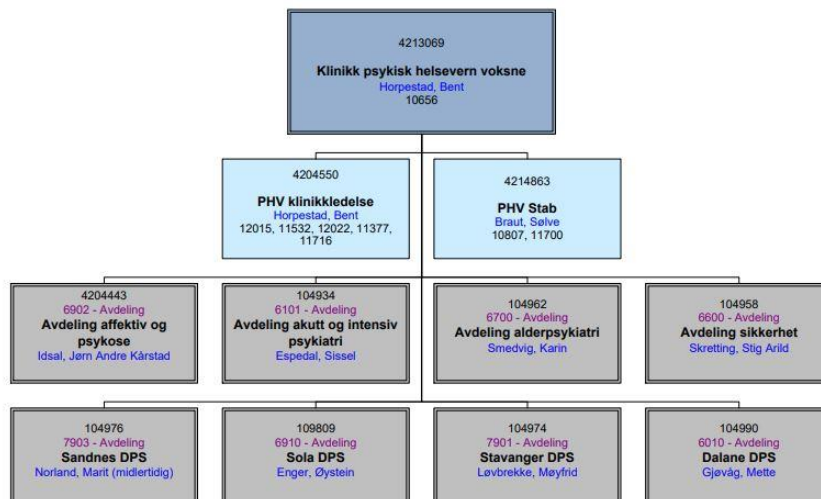 4213069
Klinikk psykisk helsevern voksne
Horpestad, Bent
10656
4204550
PHV klinikkledelse
Horpestad, Bent
12015, 11532, 12022, 11377,
11716
4214863
PHV Stab
Braut, Sølve
10807, 11700
4204443
6902 - Avdeling
Avdeling affektiv og
psykose
Idsal, Jørn Andre Kårstad
104934
6101 - Avdeling
Avdeling akutt og intensiv
psykiatri
Espedal, Sissel
104962
6700 - Avdeling
Avdeling alderpsykiatri
Smedvig, Karin
104958
6600 - Avdeling
Avdeling sikkerhet
Skretting, Stig Arild
104976
7903 - Avdeling
Sandnes DPS
Norland, Marit (midlertidig)
109809
6910 - Avdeling
Sola DPS
Enger, Øystein
104974
7901 - Avdeling
Stavanger DPS
Løvbrekke, Møyfrid
104990
6010 - Avdeling
Dalane DPS
Gjøvåg, Mette